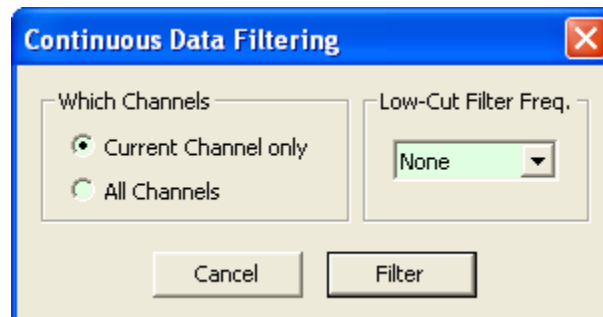 Continuous Data Filtering
Which Channels
Current Channel only
All Channels
Low-Cut Filter Freq.
None
Cancel
Filter